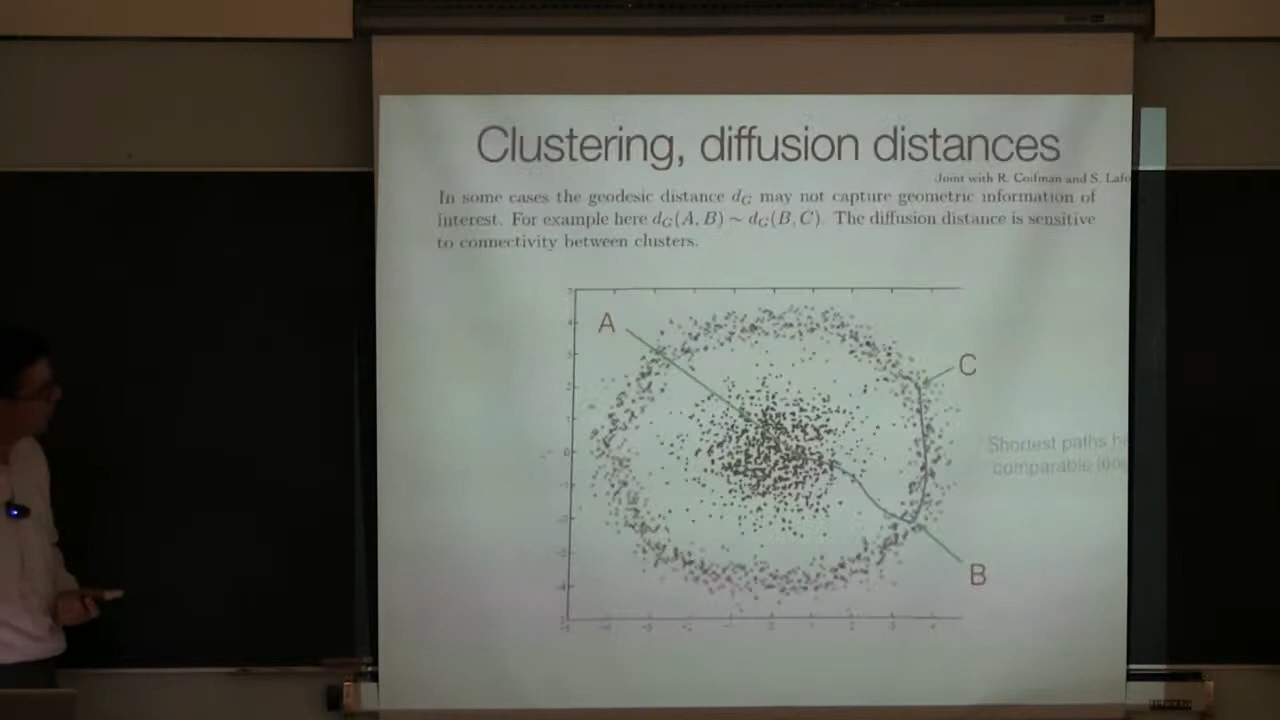 Clustering, diffusion distances
Joint with R. Coifman and S. Lafo
In some cases the geodesic distance d_G may not capture geometric information of
interest. For example here d_G(A, B) ~ d_G(B, C). The diffusion distance is sensitive
to connectivity between clusters.
A
C
Shortest paths ha
comparable
B